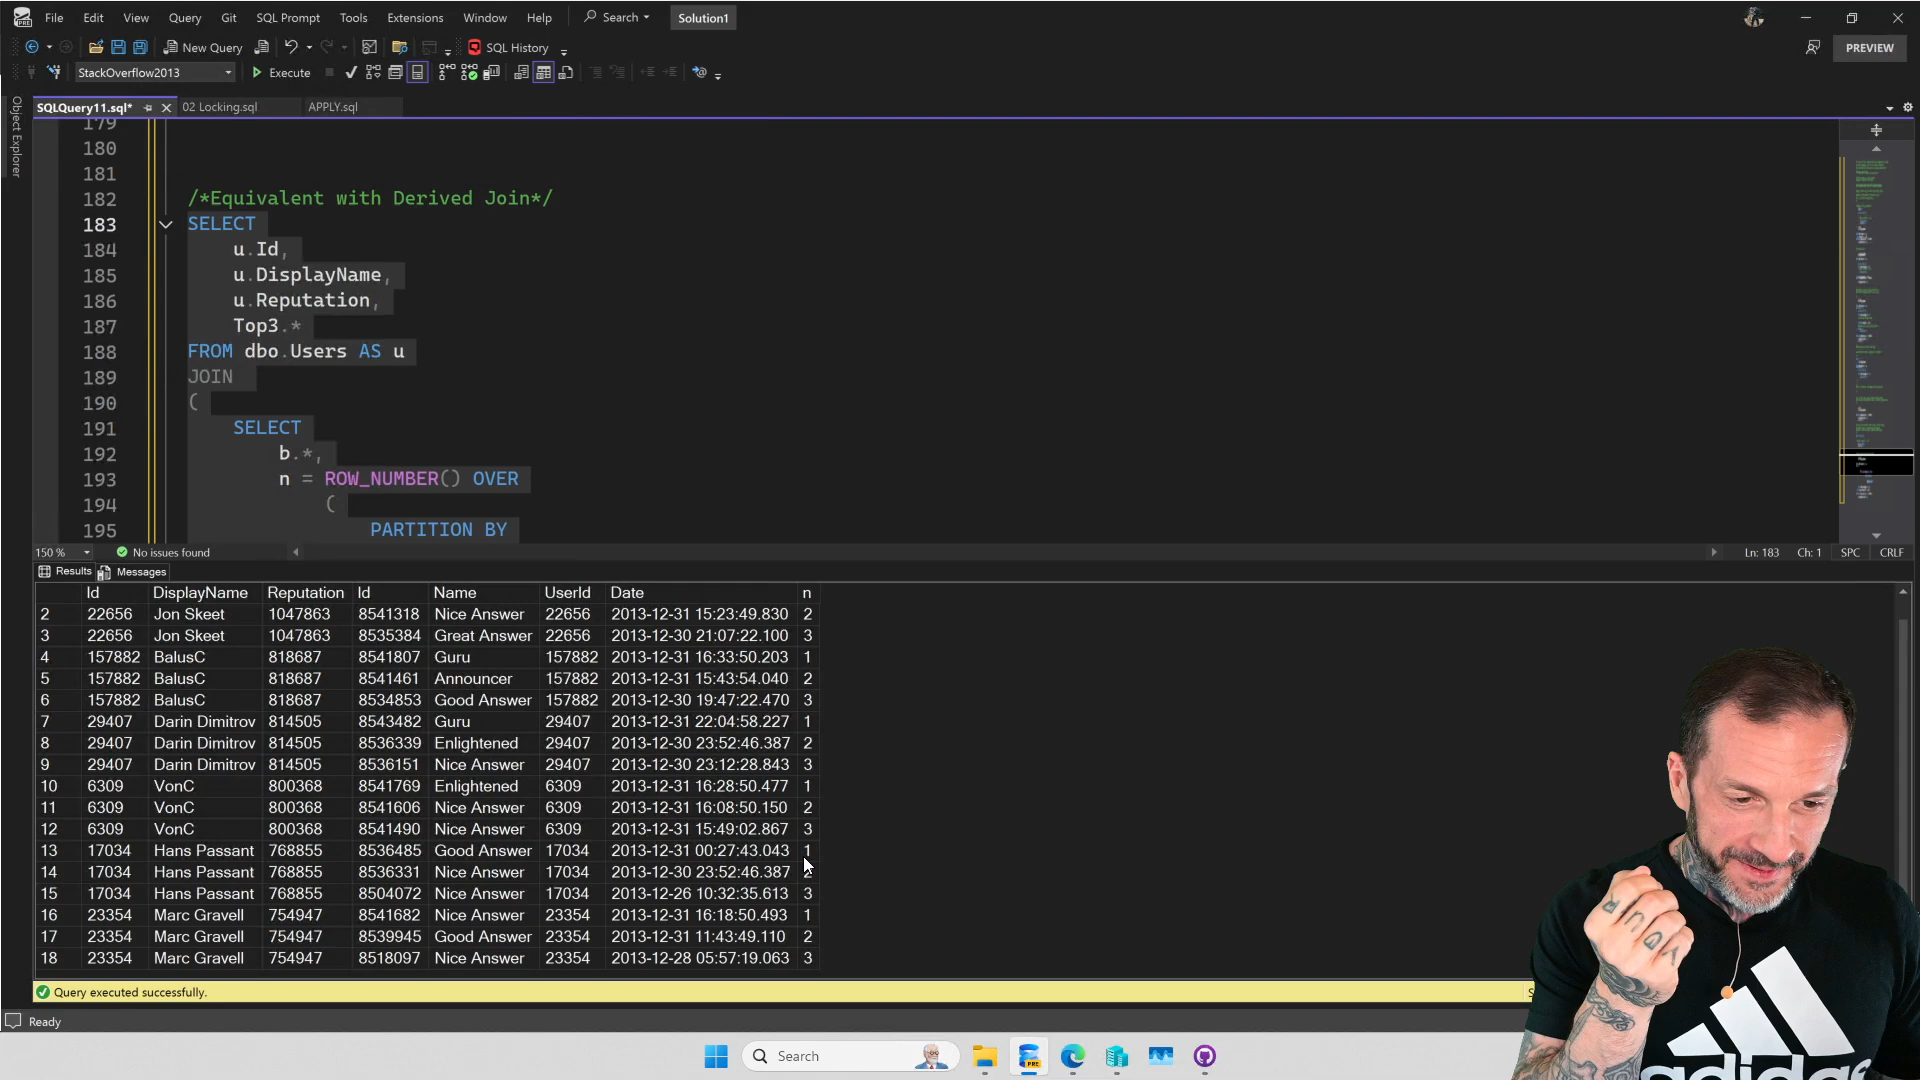 File Edit View Query Git SQL Prompt Tools Extensions Window Help Search Solution1
New Query SQL History PREVIEW
StackOverflow2013 Execute
SQLQuery11.sql* 02 Locking.sql APPLY.sql
Object Explorer
179
180
181
182 /*Equivalent with Derived Join*/
183 SELECT
184 u.Id,
185 u.DisplayName,
186 u.Reputation,
187 Top3.*
188 FROM dbo.Users AS u
189 JOIN
190 (
191 SELECT
192 b.*,
193 n = ROW_NUMBER() OVER
194 (
195 PARTITION BY
150 % No issues found Ln: 183 Ch: 1 SPC CRLF
Results Messages
Id DisplayName Reputation Id Name UserId Date n
2 22656 Jon Skeet 1047863 8541318 Nice Answer 22656 2013-12-31 15:23:49.830 2
3 22656 Jon Skeet 1047863 8535384 Great Answer 22656 2013-12-30 21:07:22.100 3
4 157882 BalusC 818687 8541807 Guru 157882 2013-12-31 16:33:50.203 1
5 157882 BalusC 818687 8541461 Announcer 157882 2013-12-31 15:43:54.040 2
6 157882 BalusC 818687 8534853 Good Answer 157882 2013-12-30 19:47:22.470 3
7 29407 Darin Dimitrov 814505 8543482 Guru 29407 2013-12-31 22:04:58.227 1
8 29407 Darin Dimitrov 814505 8536339 Enlightened 29407 2013-12-30 23:52:46.387 2
9 29407 Darin Dimitrov 814505 8536151 Nice Answer 29407 2013-12-30 23:12:28.843 3
10 6309 VonC 800368 8541769 Enlightened 6309 2013-12-31 16:28:50.477 1
11 6309 VonC 800368 8541606 Nice Answer 6309 2013-12-31 16:08:50.150 2
12 6309 VonC 800368 8541490 Nice Answer 6309 2013-12-31 15:49:02.867 3
13 17034 Hans Passant 768855 8536485 Good Answer 17034 2013-12-31 00:27:43.043 1
14 17034 Hans Passant 768855 8536331 Nice Answer 17034 2013-12-30 23:52:46.387 2
15 17034 Hans Passant 768855 8504072 Nice Answer 17034 2013-12-26 10:32:35.613 3
16 23354 Marc Gravell 754947 8541682 Nice Answer 23354 2013-12-31 16:18:50.493 1
17 23354 Marc Gravell 754947 8539945 Good Answer 23354 2013-12-31 11:43:49.110 2
18 23354 Marc Gravell 754947 8518097 Nice Answer 23354 2013-12-28 05:57:19.063 3
Query executed successfully.
Ready
Search
adidas